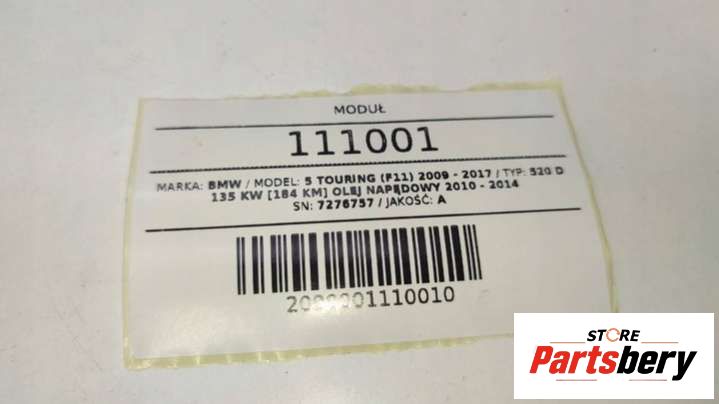 MODUŁ
111001
MARKA: BMW / MODEL: 5 TOURING (F11) 2009 - 2017 / TYP: 520 D
135 KW [184 KM] OLEJ NAPĘDOWY 2010 - 2014
SN: 7276757 / JAKOŚĆ: A
2000001110010
STORE
Partsbery